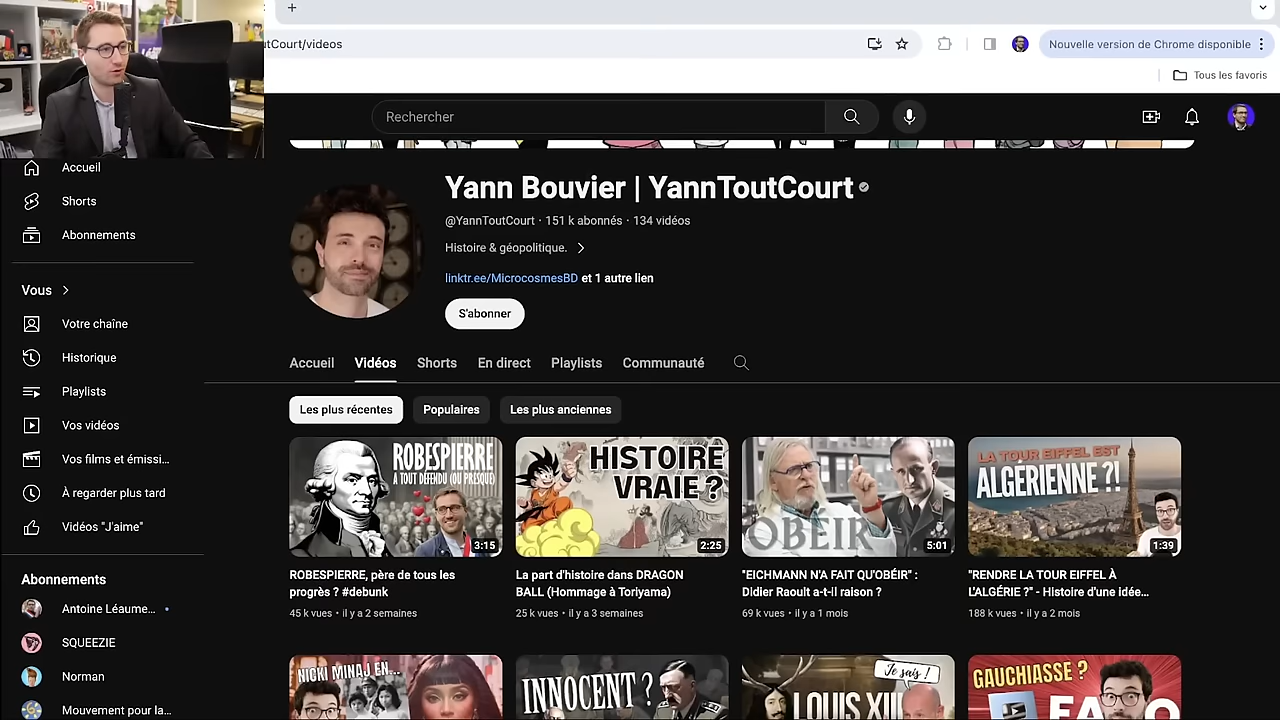 utCourt/videos
Nouvelle version de Chrome disponible
Tous les favoris
Rechercher
Accueil
Shorts
Abonnements
Vous
Votre chaîne
Historique
Playlists
Vos vidéos
Vos films et émissi...
À regarder plus tard
Vidéos "J'aime"
Abonnements
Antoine Léaume...
SQUEEZIE
Norman
Mouvement pour la...
Yann Bouvier | YannToutCourt
@YannToutCourt · 151 k abonnés · 134 vidéos
Histoire & géopolitique.
linktr.ee/MicrocosmesBD et 1 autre lien
S'abonner
Accueil Vidéos Shorts En direct Playlists Communauté
Les plus récentes Populaires Les plus anciennes
ROBESPIERRE
A TOUT DÉFENDU (OU PRESQUE)
3:15
ROBESPIERRE, père de tous les
progrès ? #debunk
45 k vues · il y a 2 semaines
HISTOIRE
VRAIE ?
2:25
La part d'histoire dans DRAGON
BALL (Hommage à Toriyama)
25 k vues · il y a 3 semaines
OBEIR
5:01
"EICHMANN N'A FAIT QU'OBÉIR" :
Didier Raoult a-t-il raison ?
69 k vues · il y a 1 mois
LA TOUR EIFFEL EST
ALGÉRIENNE ?!
1:39
"RENDRE LA TOUR EIFFEL À
L'ALGÉRIE ?" - Histoire d'une idée...
188 k vues · il y a 2 mois
NICKI MINAJ EN...
INNOCENT ?
Je sais !
LOUIS XII
GAUCHIASSE ?